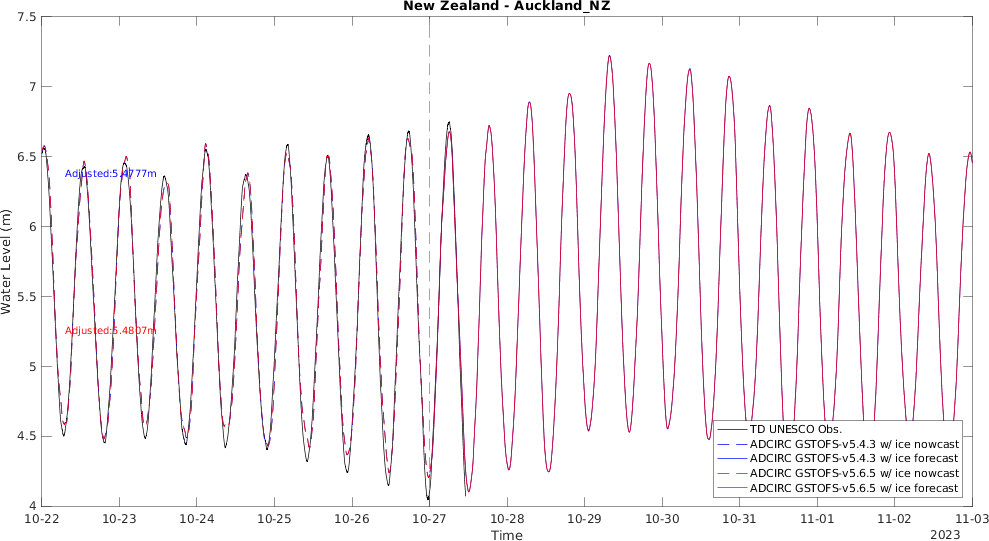 New Zealand - Auckland_NZ
7.5
7
6.5
6
5.5
5
4.5
4
Water Level (m)
Adjusted:5.4777m
Adjusted:5.4807m
TD UNESCO Obs.
ADCIRC GSTOFS-v5.4.3 w/ ice nowcast
ADCIRC GSTOFS-v5.4.3 w/ ice forecast
ADCIRC GSTOFS-v5.6.5 w/ ice nowcast
ADCIRC GSTOFS-v5.6.5 w/ ice forecast
10-22 10-23 10-24 10-25 10-26 10-27 10-28 10-29 10-30 10-31 11-01 11-02 11-03
Time
2023